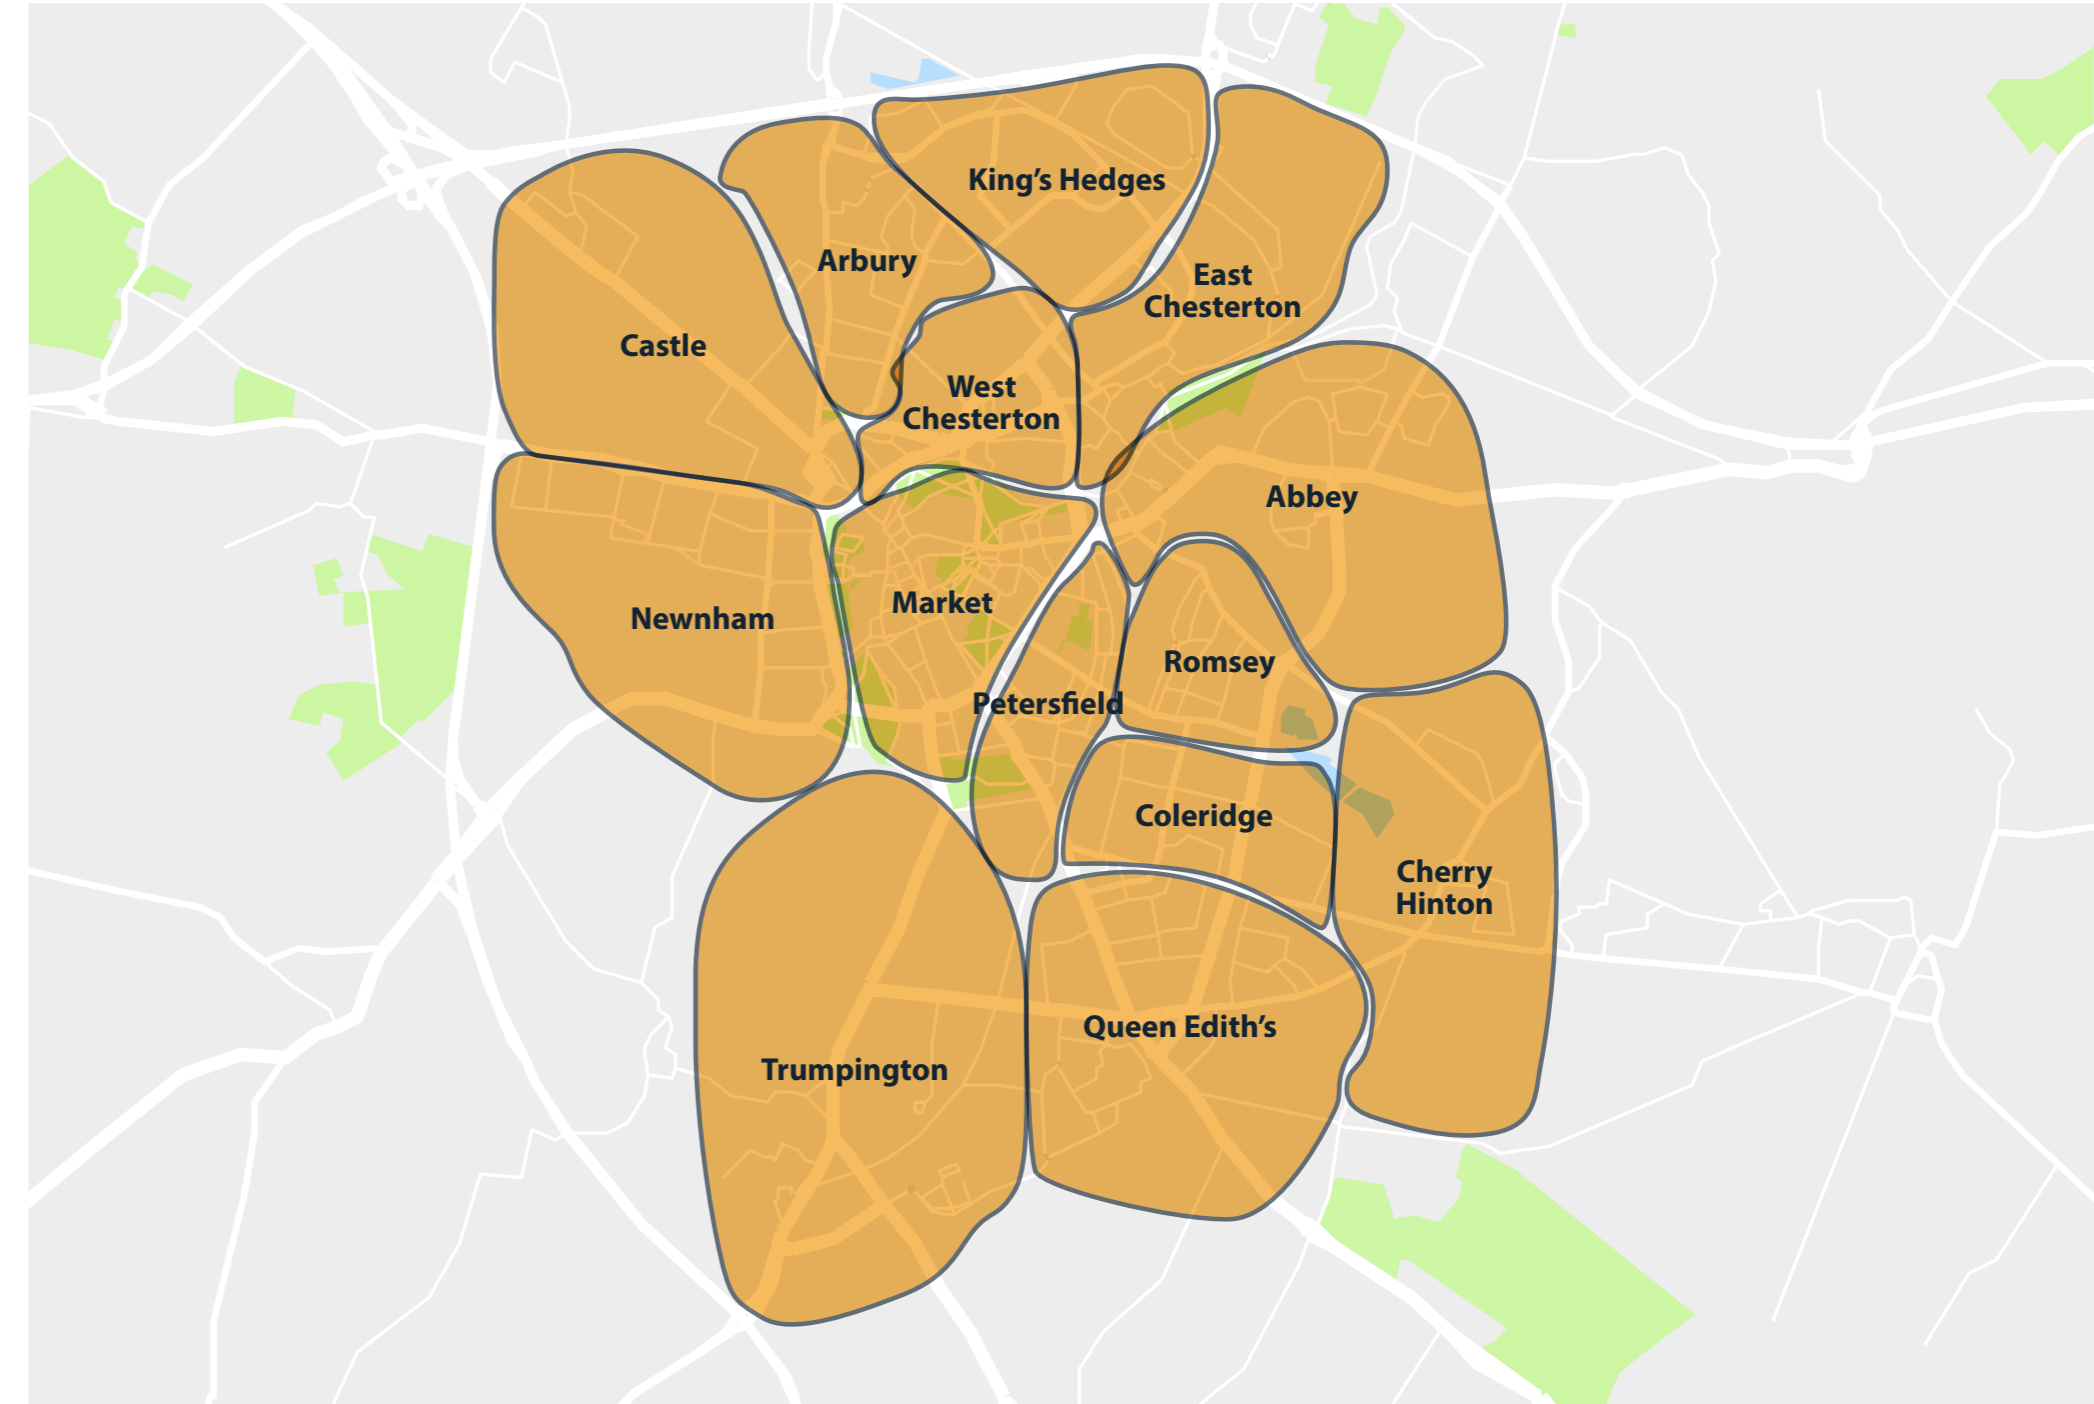 King’s Hedges
Arbury
East
Chesterton
Castle
West
Chesterton
Abbey
Market
Newnham
Romsey
Petersfield
Coleridge
Cherry
Hinton
Queen Edith’s
Trumpington